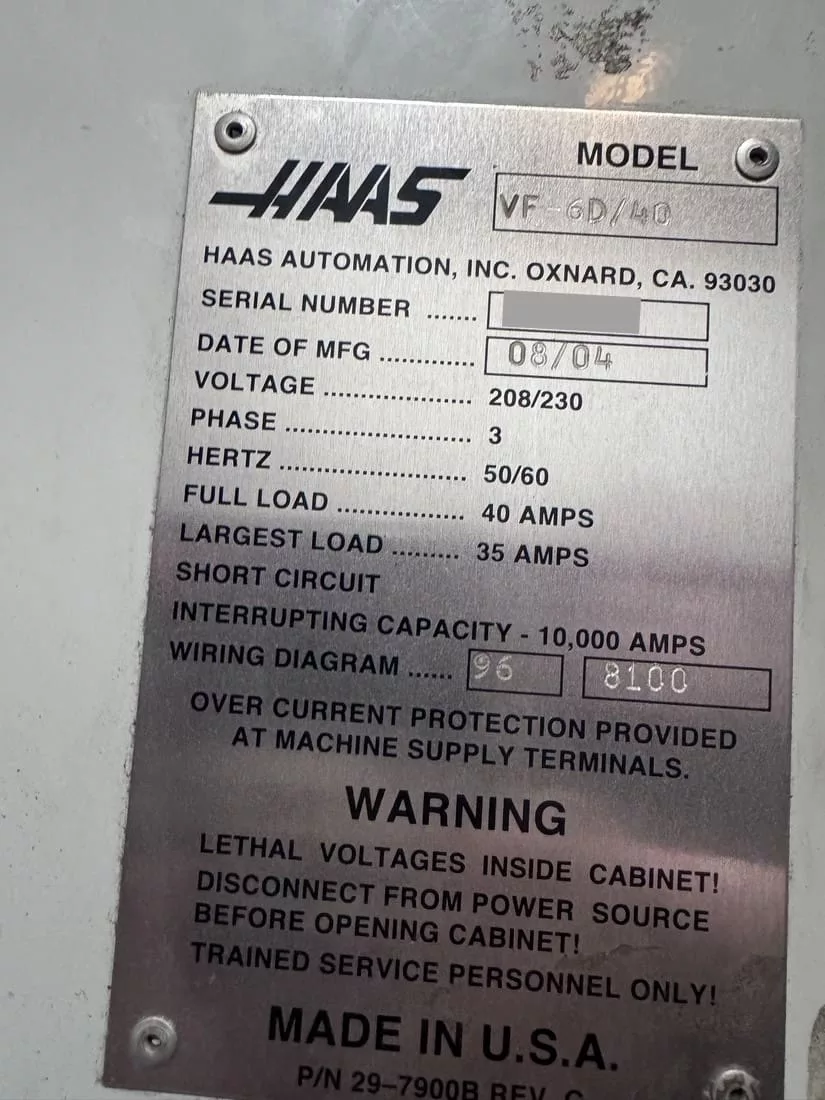 MODEL
HAAS VF-6D/40
HAAS AUTOMATION, INC. OXNARD, CA. 93030
SERIAL NUMBER .......
DATE OF MFG ............. 08/04
VOLTAGE .................... 208/230
PHASE ......................... 3
HERTZ ......................... 50/60
FULL LOAD ................. 40 AMPS
LARGEST LOAD ......... 35 AMPS
SHORT CIRCUIT
INTERRUPTING CAPACITY - 10,000 AMPS
WIRING DIAGRAM ...... 96 8100
OVER CURRENT PROTECTION PROVIDED
AT MACHINE SUPPLY TERMINALS.
WARNING
LETHAL VOLTAGES INSIDE CABINET!
DISCONNECT FROM POWER SOURCE
BEFORE OPENING CABINET!
TRAINED SERVICE PERSONNEL ONLY!
MADE IN U.S.A.
P/N 29-7900B REV C